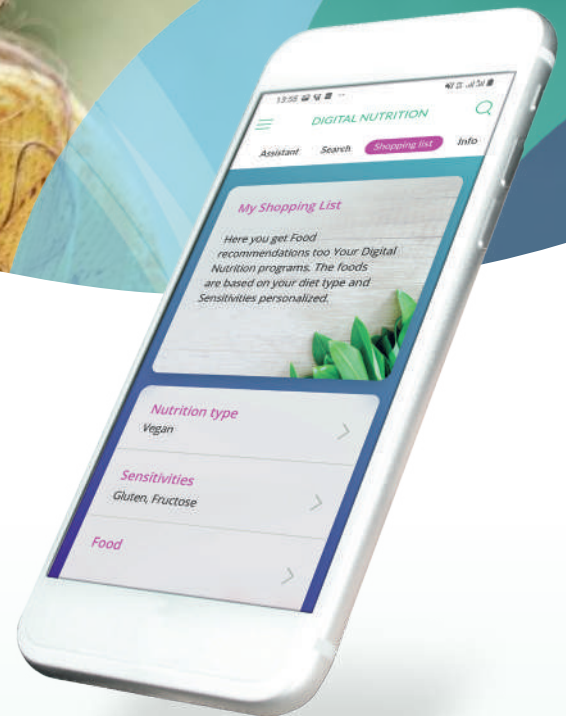 13:55
DIGITAL NUTRITION
Assistant Search Shopping list Info
My Shopping List
Here you get Food
recommendations too Your Digital
Nutrition programs. The foods
are based on your diet type and
Sensitivities personalized.
Nutrition type
Vegan
Sensitivities
Gluten, Fructose
Food